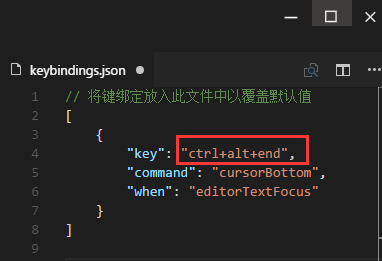 keybindings.json
1 // 将键绑定放入此文件中以覆盖默认值
2 [
3 {
4 "key": "ctrl+alt+end",
5 "command": "cursorBottom",
6 "when": "editorTextFocus"
7 }
8 ]
9